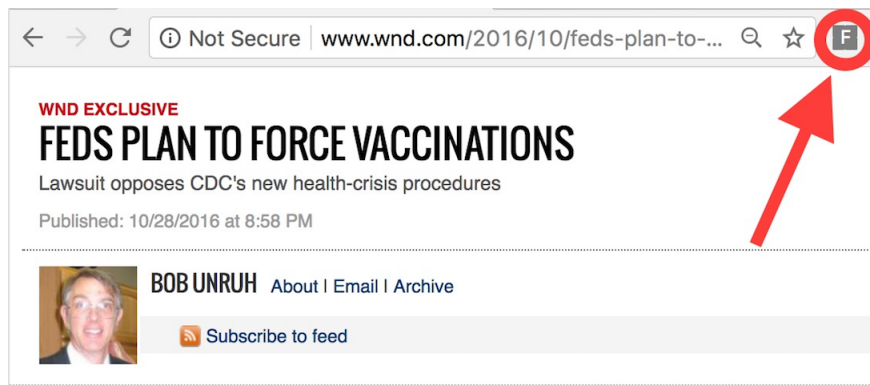 Not Secure www.wnd.com/2016/10/feds-plan-to-... F
WND EXCLUSIVE
FEDS PLAN TO FORCE VACCINATIONS
Lawsuit opposes CDC's new health-crisis procedures
Published: 10/28/2016 at 8:58 PM
BOB UNRUH About | Email | Archive
Subscribe to feed